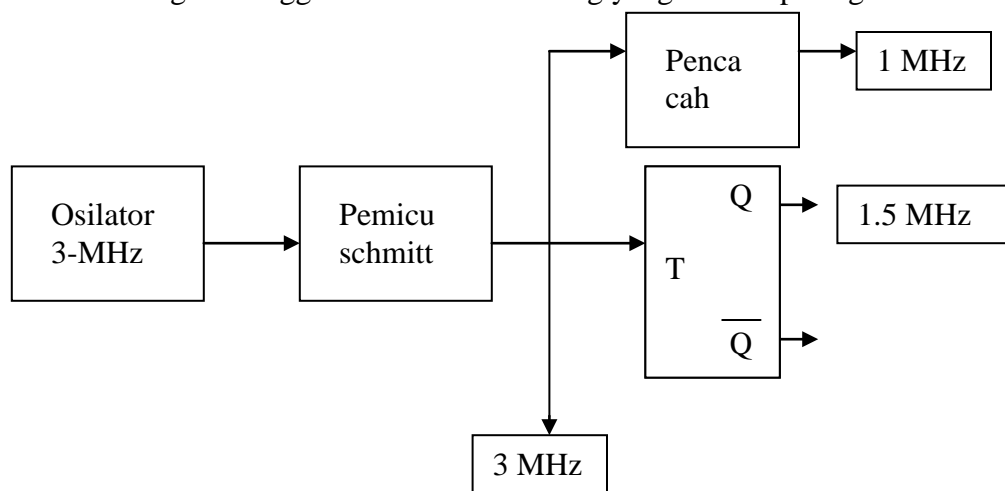 Penca
cah
1 MHz
Osilator
3-MHz
Pemicu
schmitt
Q
T
Q̅
1.5 MHz
3 MHz